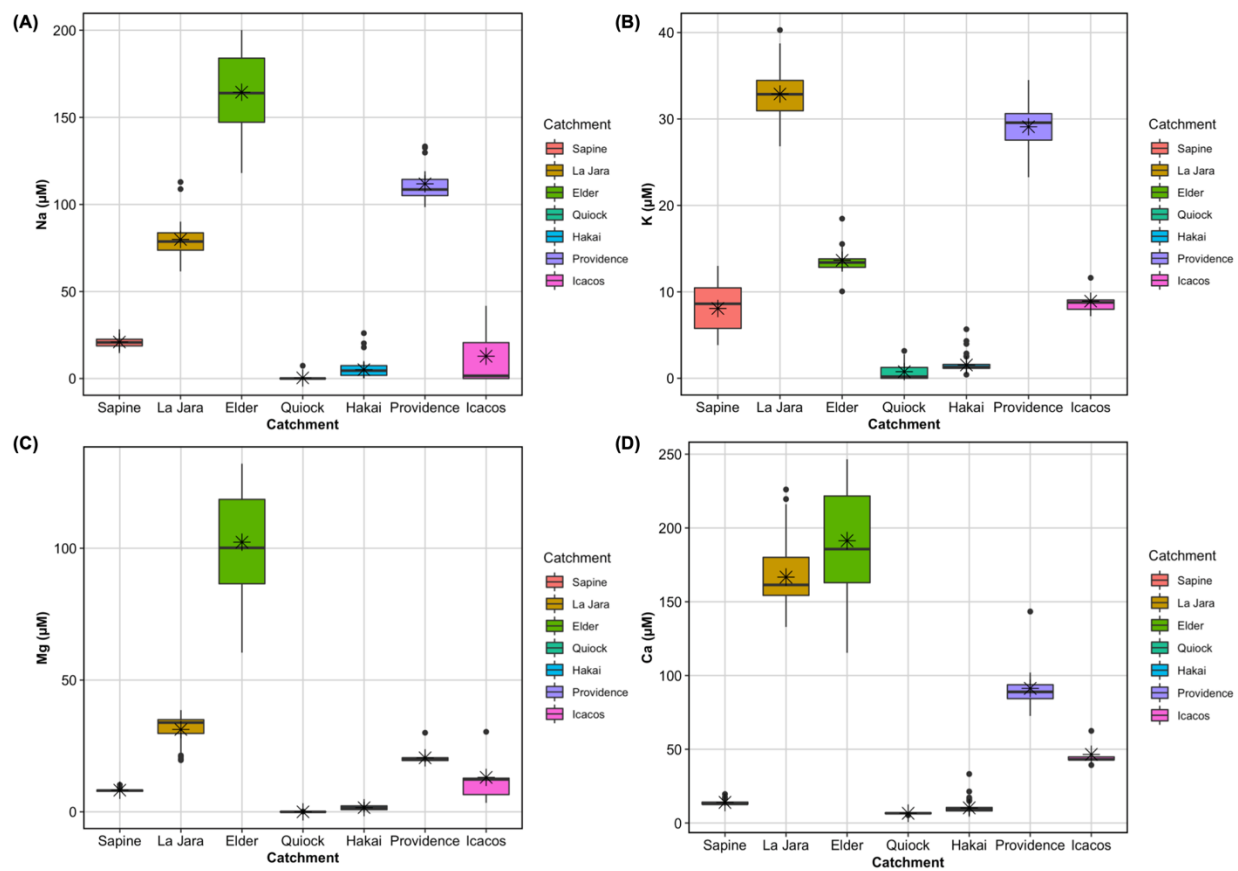 (A)
Na (µM)
200
150
100
50
0
Sapine La Jara Elder Quiock Hakai Providence Icacos
Catchment
Catchment
Sapine
La Jara
Elder
Quiock
Hakai
Providence
Icacos
(B)
K (µM)
40
30
20
10
0
Sapine La Jara Elder Quiock Hakai Providence Icacos
Catchment
Catchment
Sapine
La Jara
Elder
Quiock
Hakai
Providence
Icacos
(C)
Mg (µM)
100
50
0
Sapine La Jara Elder Quiock Hakai Providence Icacos
Catchment
Catchment
Sapine
La Jara
Elder
Quiock
Hakai
Providence
Icacos
(D)
Ca (µM)
250
200
150
100
50
0
Sapine La Jara Elder Quiock Hakai Providence Icacos
Catchment
Catchment
Sapine
La Jara
Elder
Quiock
Hakai
Providence
Icacos